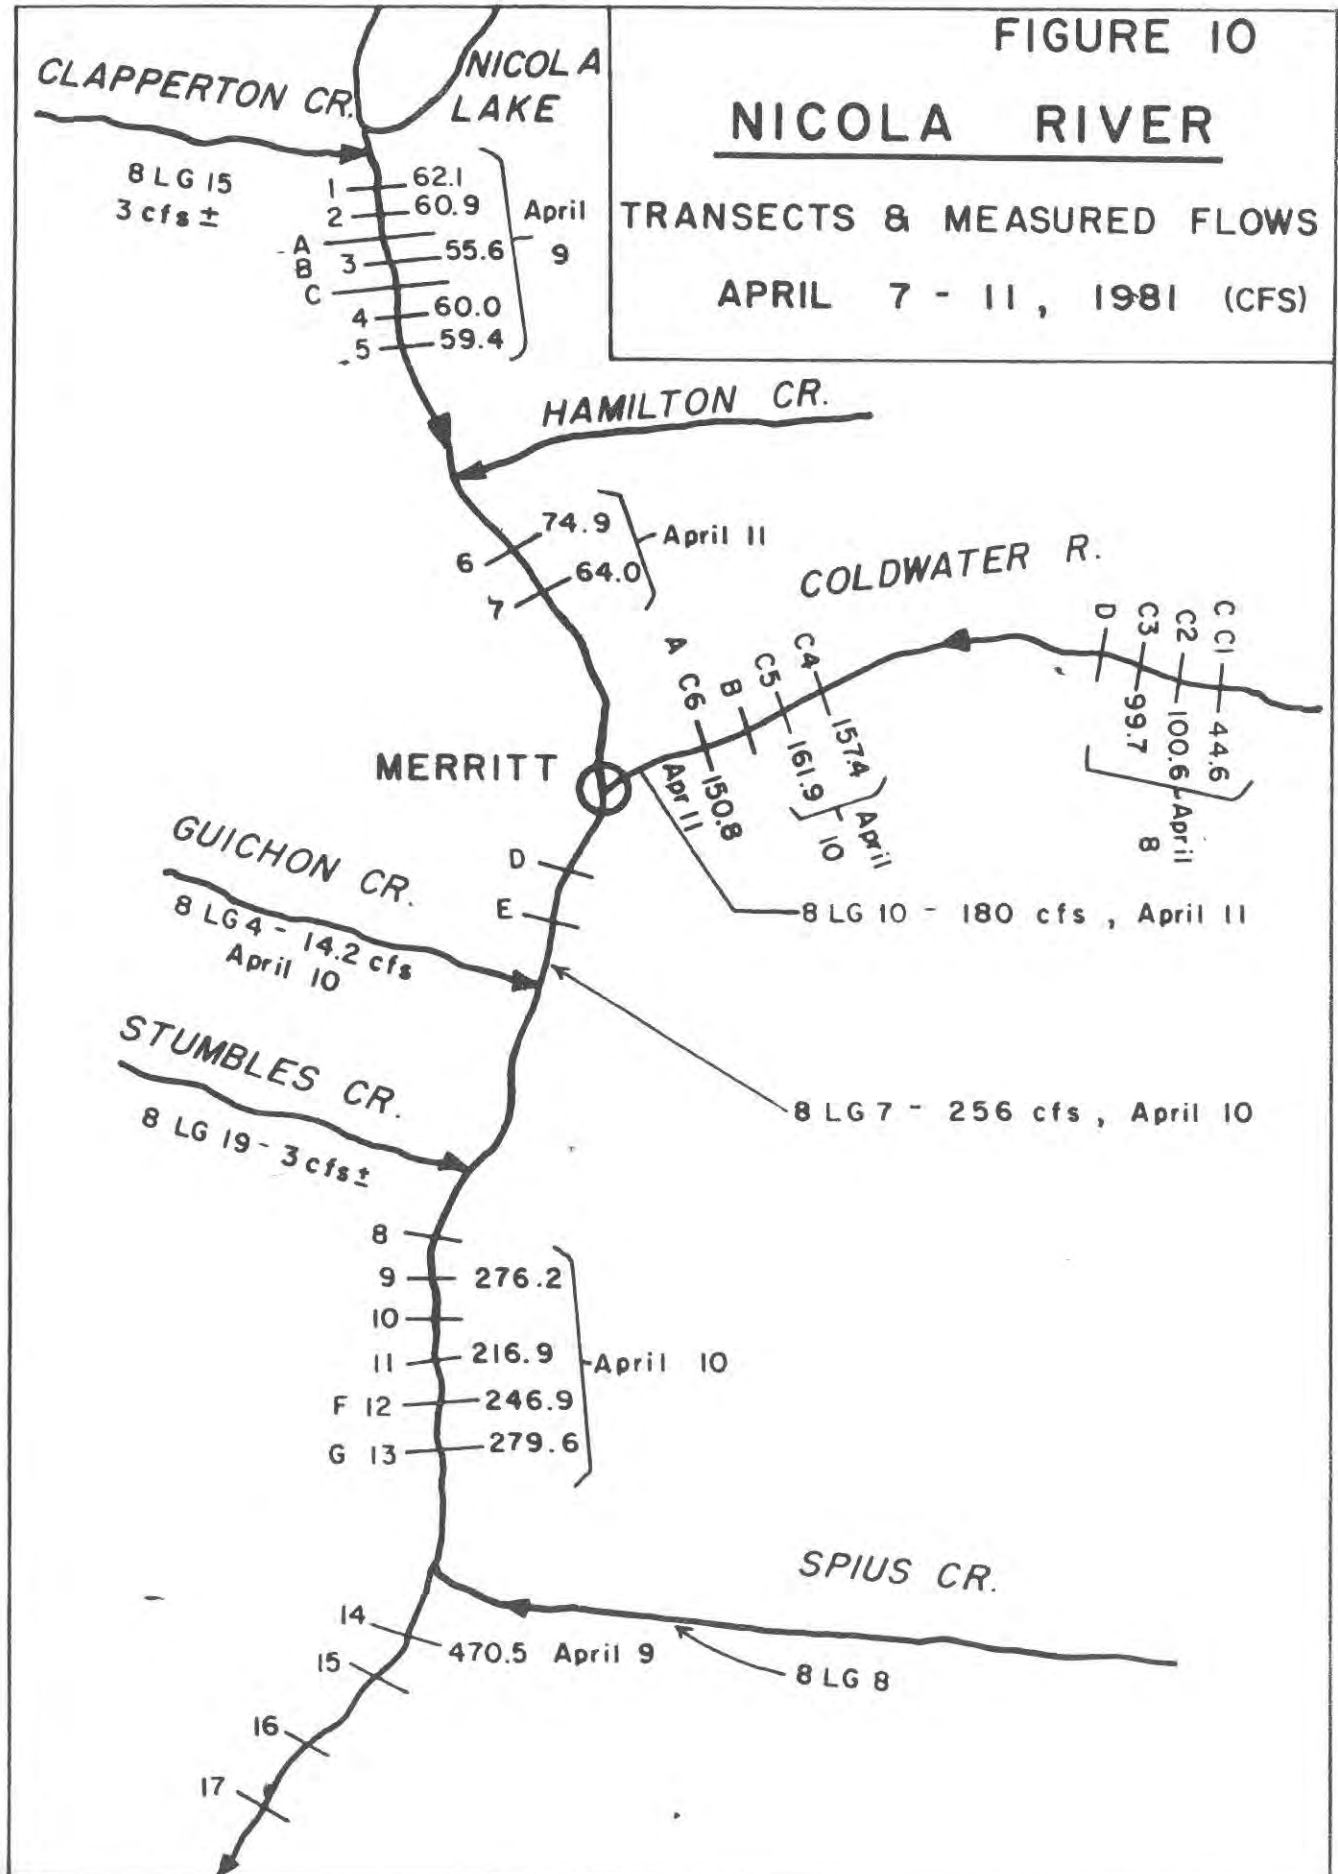 FIGURE 10
NICOLA RIVER
TRANSECTS & MEASURED FLOWS
APRIL 7 - 11, 1981 (CFS)
NICOLA
LAKE
CLAPPERTON CR.
8 LG 15
3 cfs ±
1 62.1
2 60.9
A
B 3 55.6
C
4 60.0
5 59.4
April
9
HAMILTON CR.
6 74.9
7 64.0
April 11
COLDWATER R.
C C1 44.6
C2 100.6
C3 99.7
D
April
8
C4 157.4
C5 161.9
April
10
B
A C6 150.8
Apr 11
MERRITT
8 LG 10 - 180 cfs, April 11
D
E
GUICHON CR.
8 LG 4 - 14.2 cfs
April 10
8 LG 7 - 256 cfs, April 10
STUMBLES CR.
8 LG 19 - 3 cfs ±
8
9 276.2
10
11 216.9
F 12 246.9
G 13 279.6
April 10
SPIUS CR.
8 LG 8
14 470.5 April 9
15
16
17